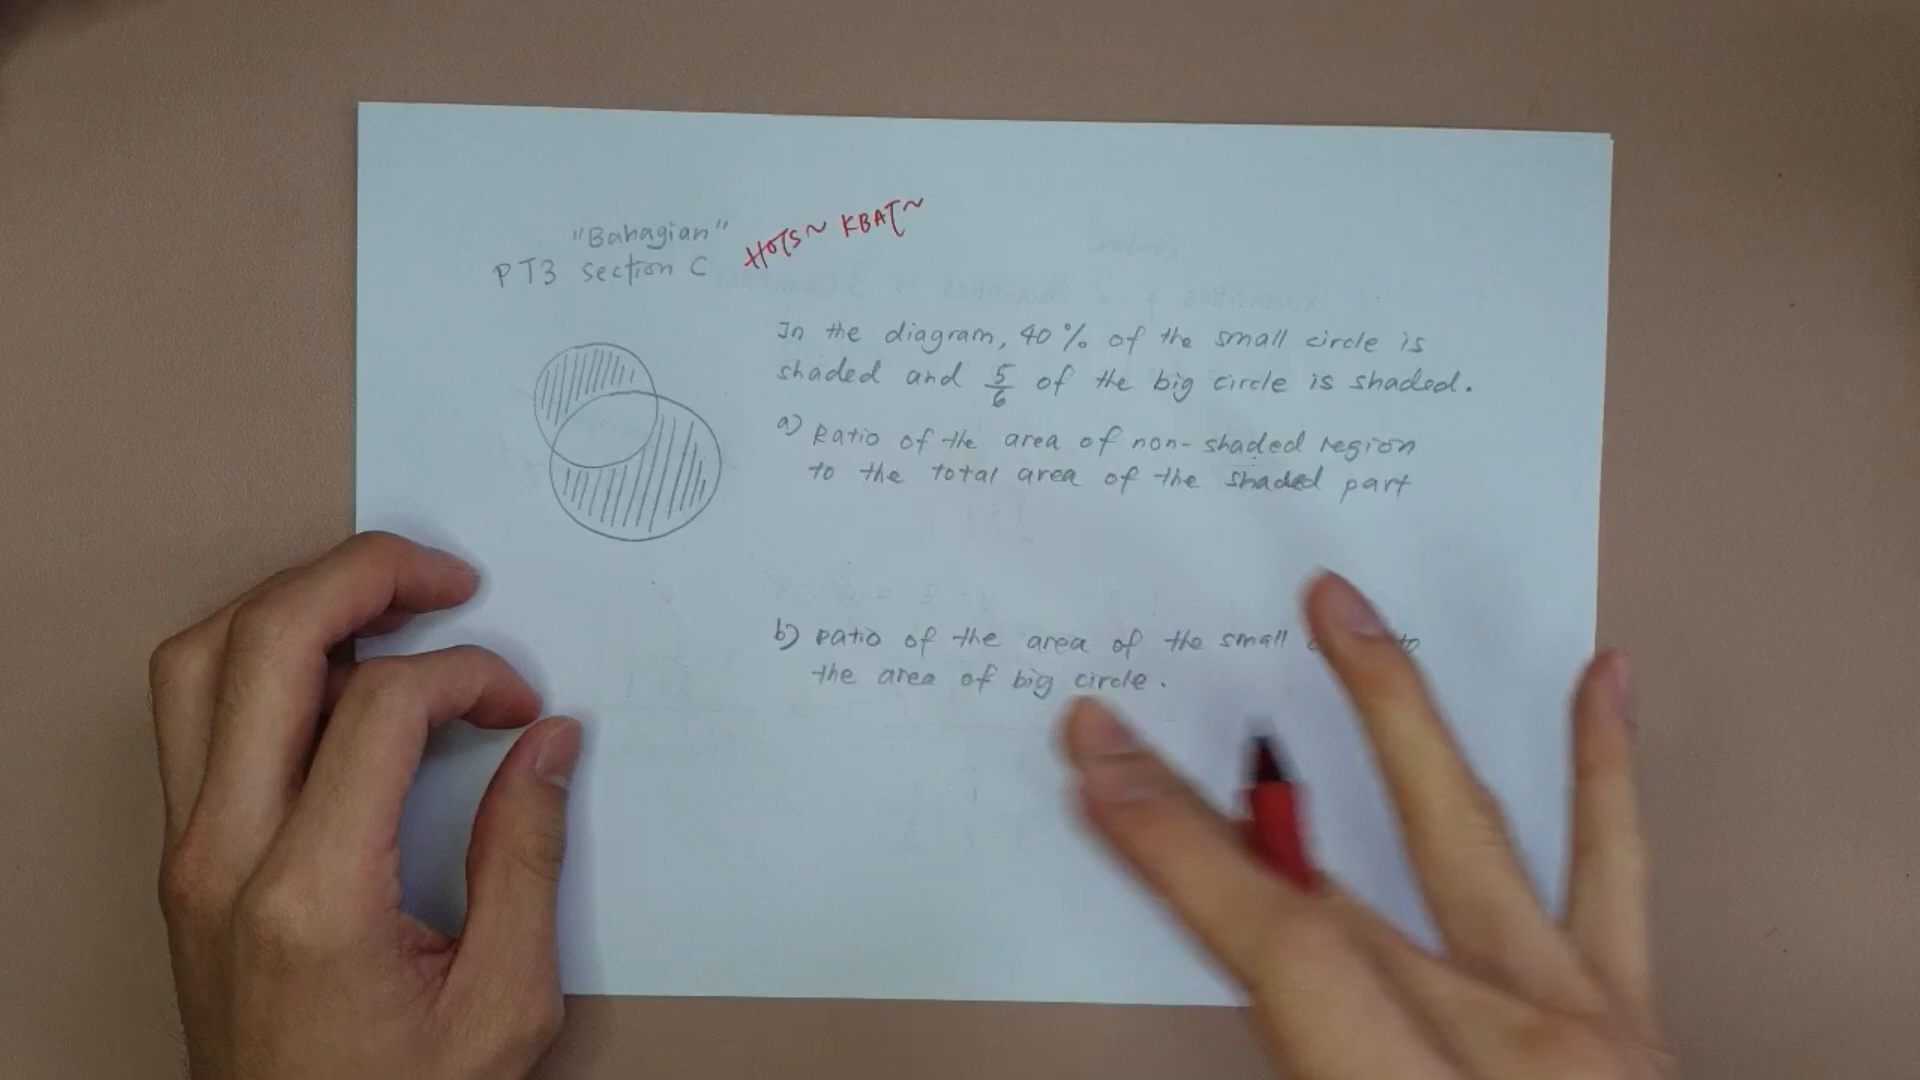 "Bahagian"
PT3 section C
HOTS~ KBAT~
In the diagram, 40% of the small circle is
shaded and 5/6 of the big circle is shaded.
a) Ratio of the area of non-shaded region
to the total area of the shaded part
b) Ratio of the area of the small to
the area of big circle.